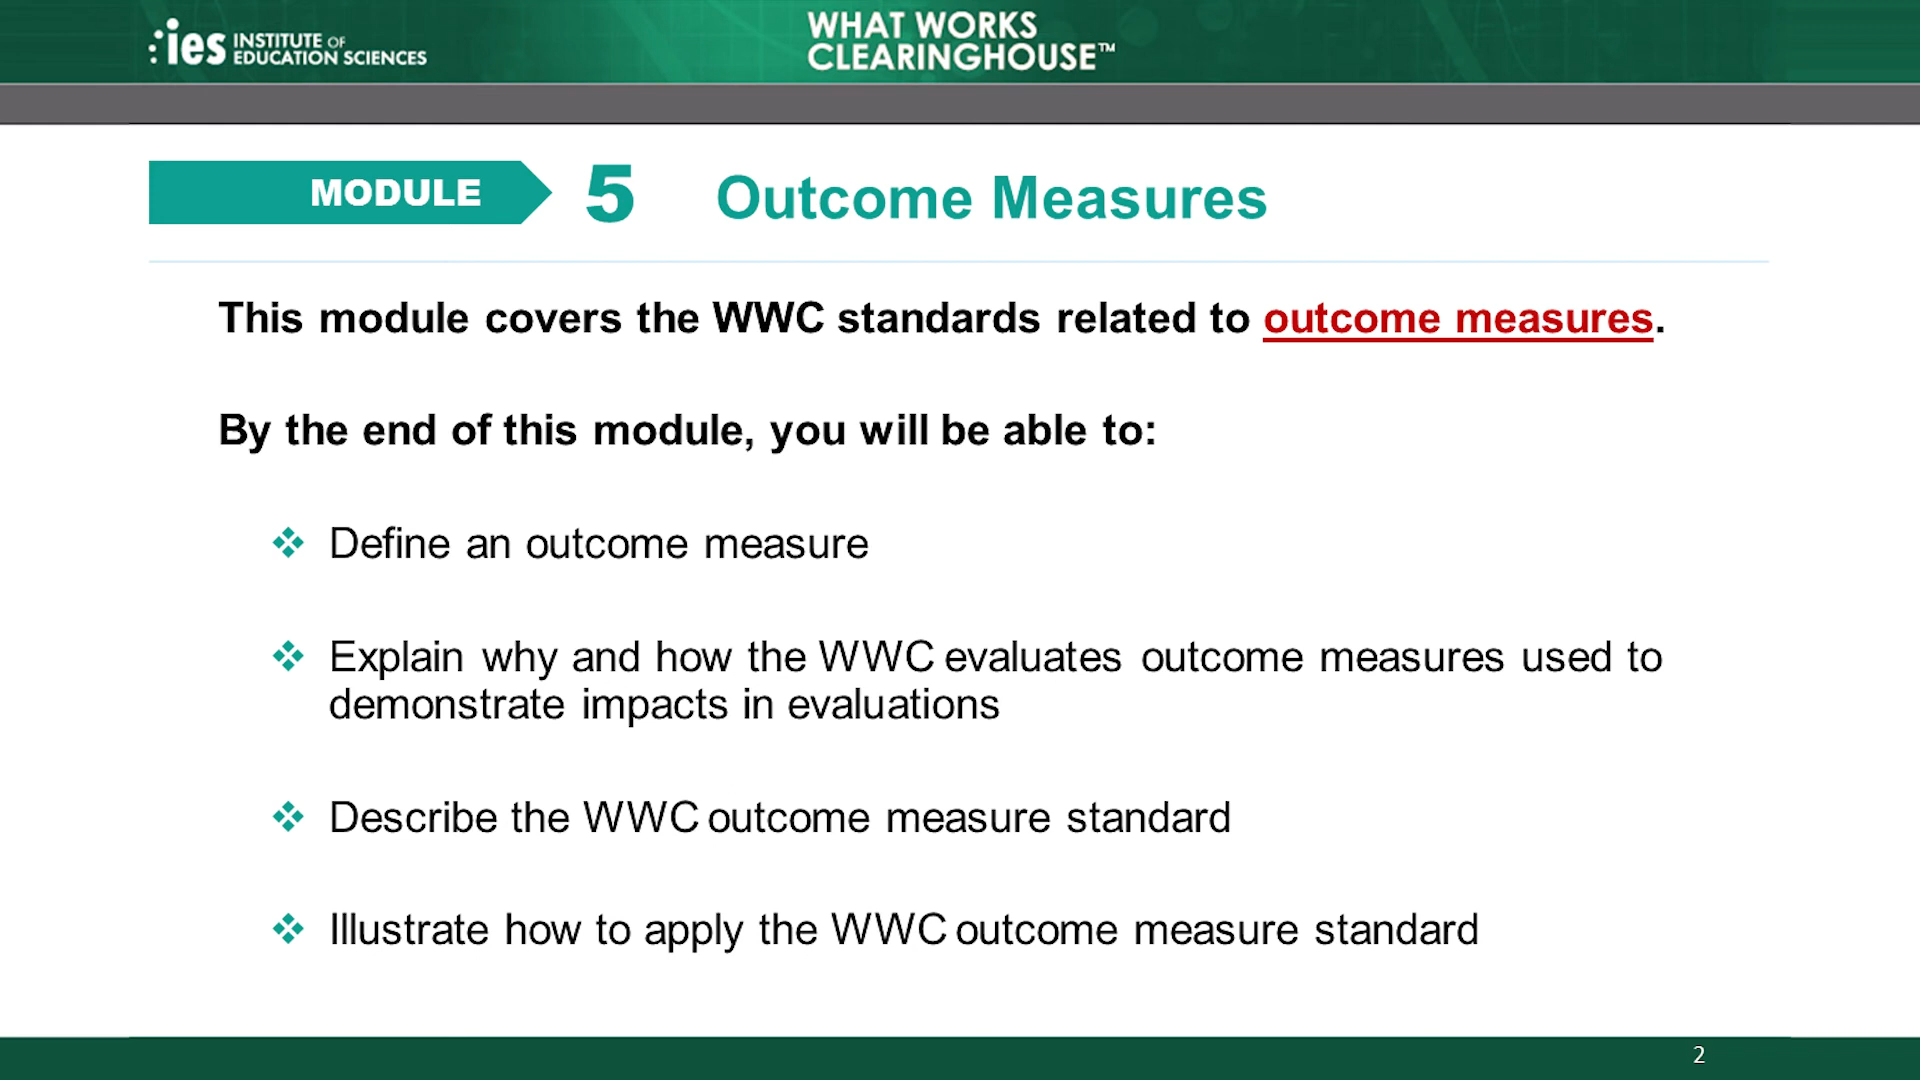 ies INSTITUTE OF
EDUCATION SCIENCES
WHAT WORKS
CLEARINGHOUSE™
MODULE 5 Outcome Measures
This module covers the WWC standards related to outcome measures.
By the end of this module, you will be able to:
❖ Define an outcome measure
❖ Explain why and how the WWC evaluates outcome measures used to
demonstrate impacts in evaluations
❖ Describe the WWC outcome measure standard
❖ Illustrate how to apply the WWC outcome measure standard
2